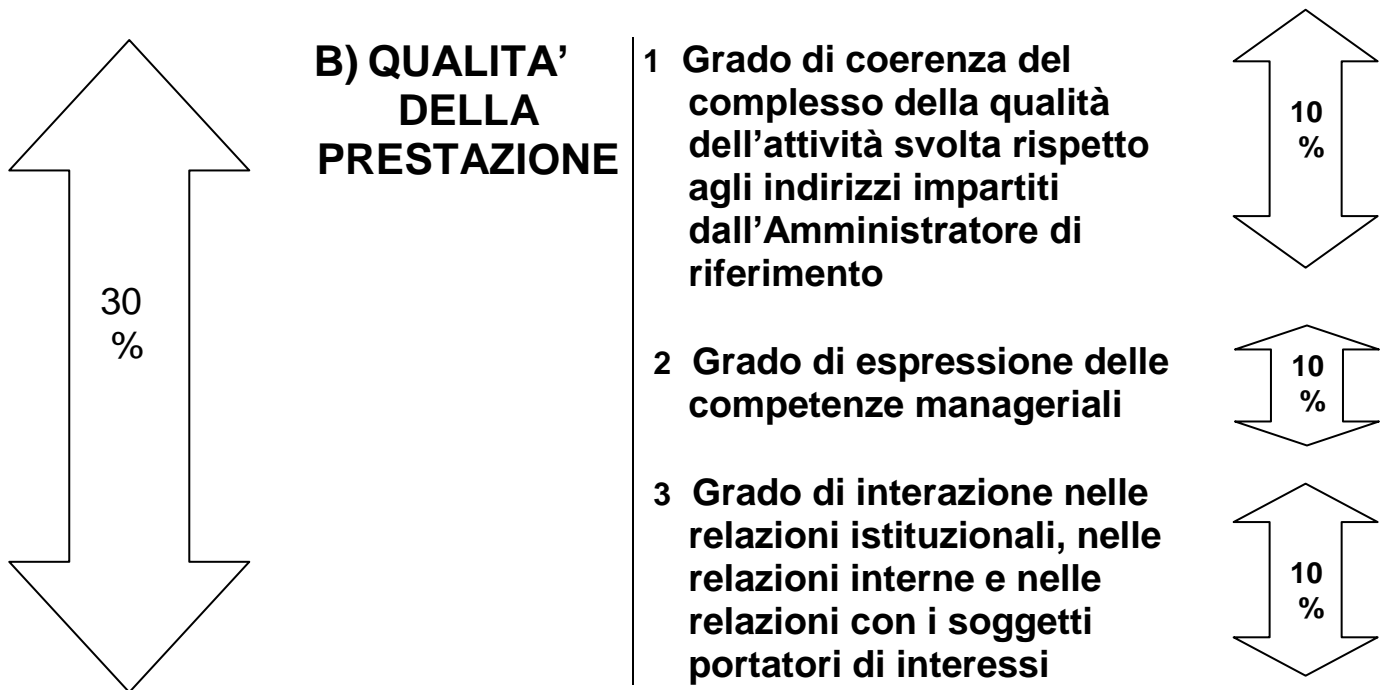 30
%
B) QUALITA’
DELLA
PRESTAZIONE
1 Grado di coerenza del
complesso della qualità
dell’attività svolta rispetto
agli indirizzi impartiti
dall’Amministratore di
riferimento
10
%
2 Grado di espressione delle
competenze manageriali
10
%
3 Grado di interazione nelle
relazioni istituzionali, nelle
relazioni interne e nelle
relazioni con i soggetti
portatori di interessi
10
%